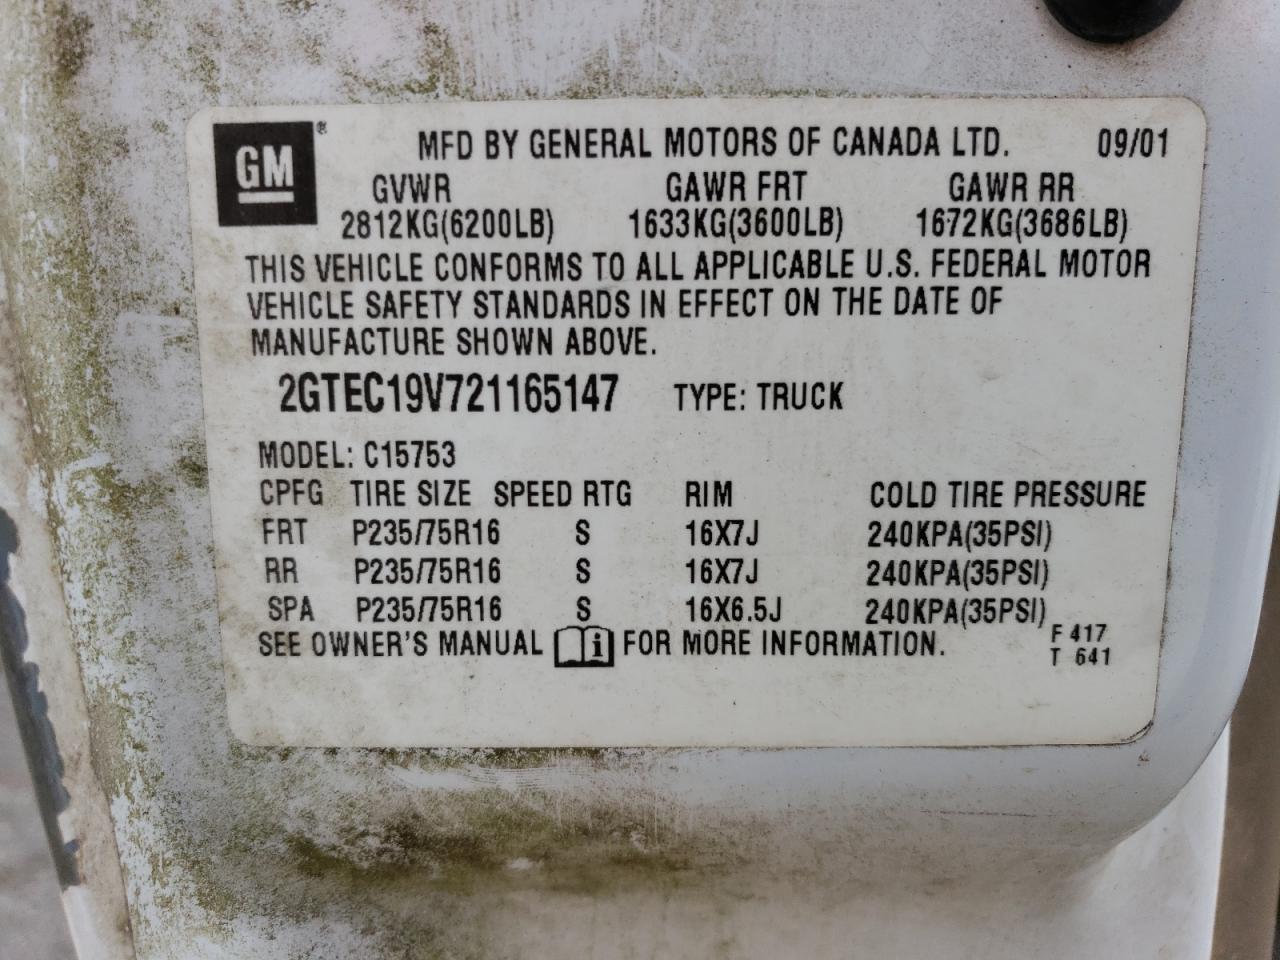 GM®
MFD BY GENERAL MOTORS OF CANADA LTD. 09/01
GVWR GAWR FRT GAWR RR
2812KG(6200LB) 1633KG(3600LB) 1672KG(3686LB)
THIS VEHICLE CONFORMS TO ALL APPLICABLE U.S. FEDERAL MOTOR
VEHICLE SAFETY STANDARDS IN EFFECT ON THE DATE OF
MANUFACTURE SHOWN ABOVE.
2GTEC19V721165147 TYPE: TRUCK
MODEL: C15753
CPFG TIRE SIZE SPEED RTG RIM COLD TIRE PRESSURE
FRT P235/75R16 S 16X7J 240KPA(35PSI)
RR P235/75R16 S 16X7J 240KPA(35PSI)
SPA P235/75R16 S 16X6.5J 240KPA(35PSI)
SEE OWNER'S MANUAL i FOR MORE INFORMATION. F 417
T 641